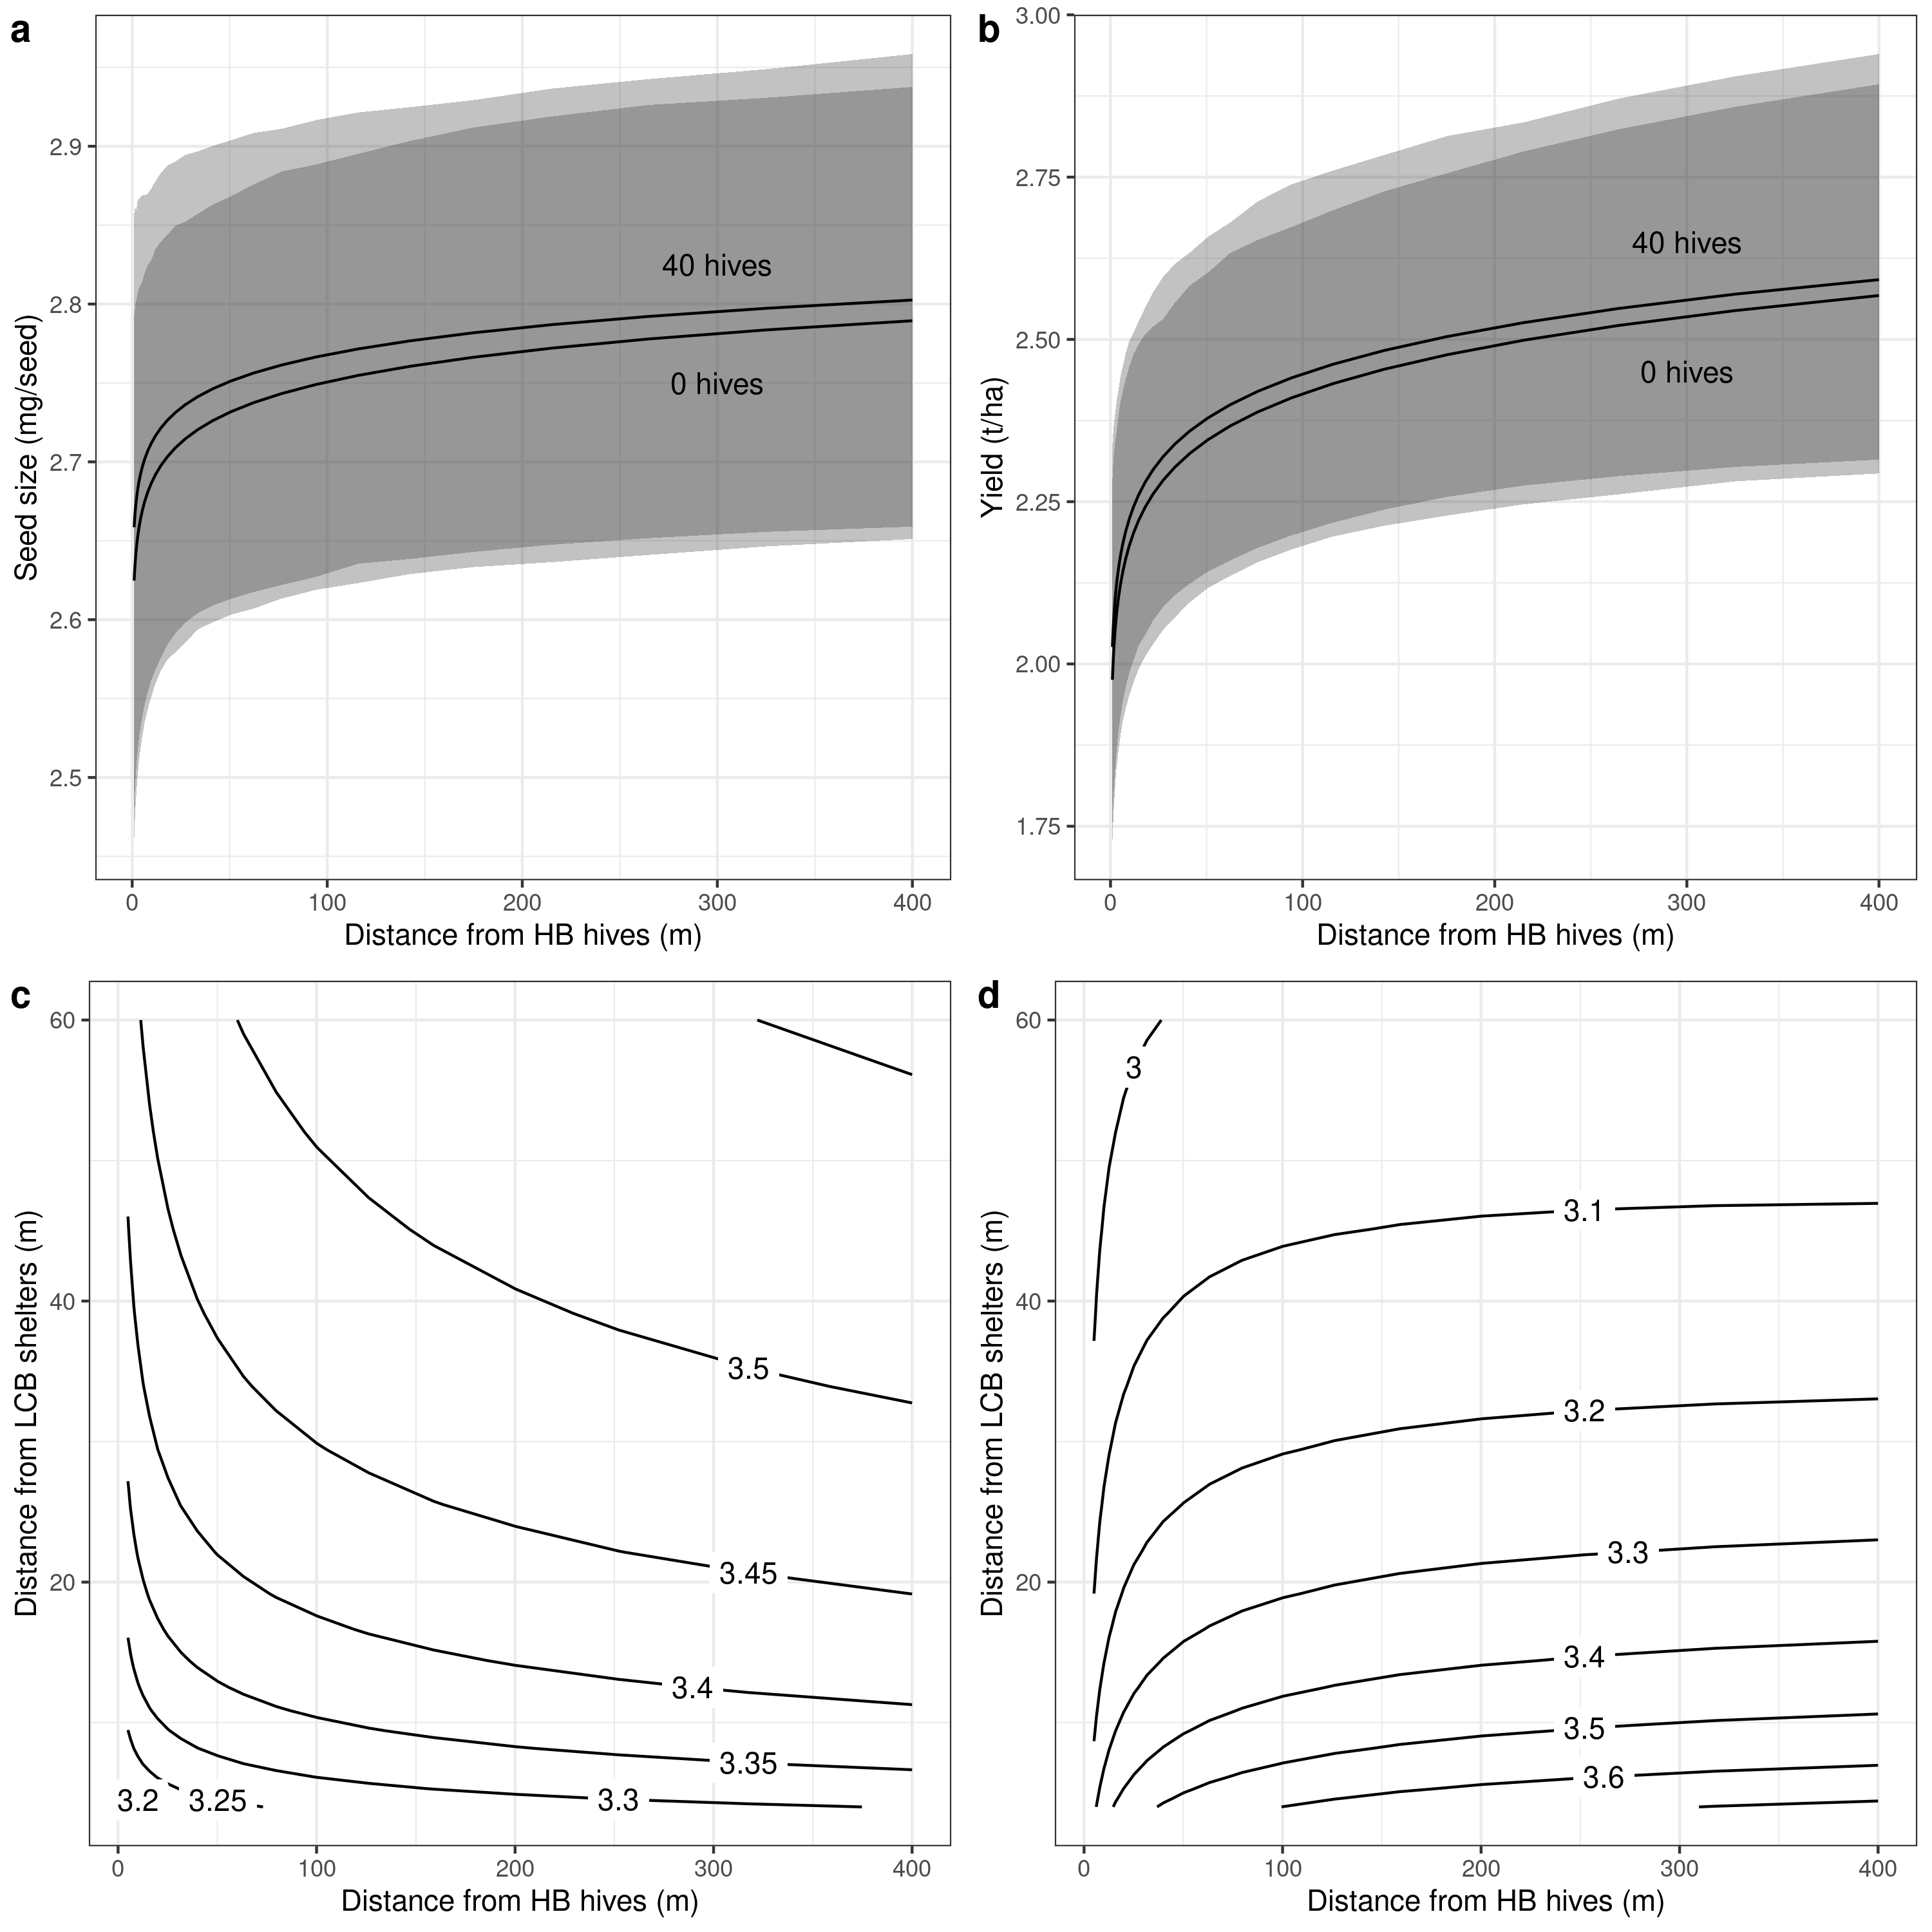 a
Seed size (mg/seed)
2.9
2.8
2.7
2.6
2.5
40 hives
0 hives
0 100 200 300 400
Distance from HB hives (m)
b
Yield (t/ha)
3.00
2.75
2.50
2.25
2.00
1.75
40 hives
0 hives
0 100 200 300 400
Distance from HB hives (m)
c
Distance from LCB shelters (m)
60
40
20
3.5
3.45
3.4
3.35
3.2 3.25 3.3
0 100 200 300 400
Distance from HB hives (m)
d
Distance from LCB shelters (m)
60
40
20
3
3.1
3.2
3.3
3.4
3.5
3.6
0 100 200 300 400
Distance from HB hives (m)